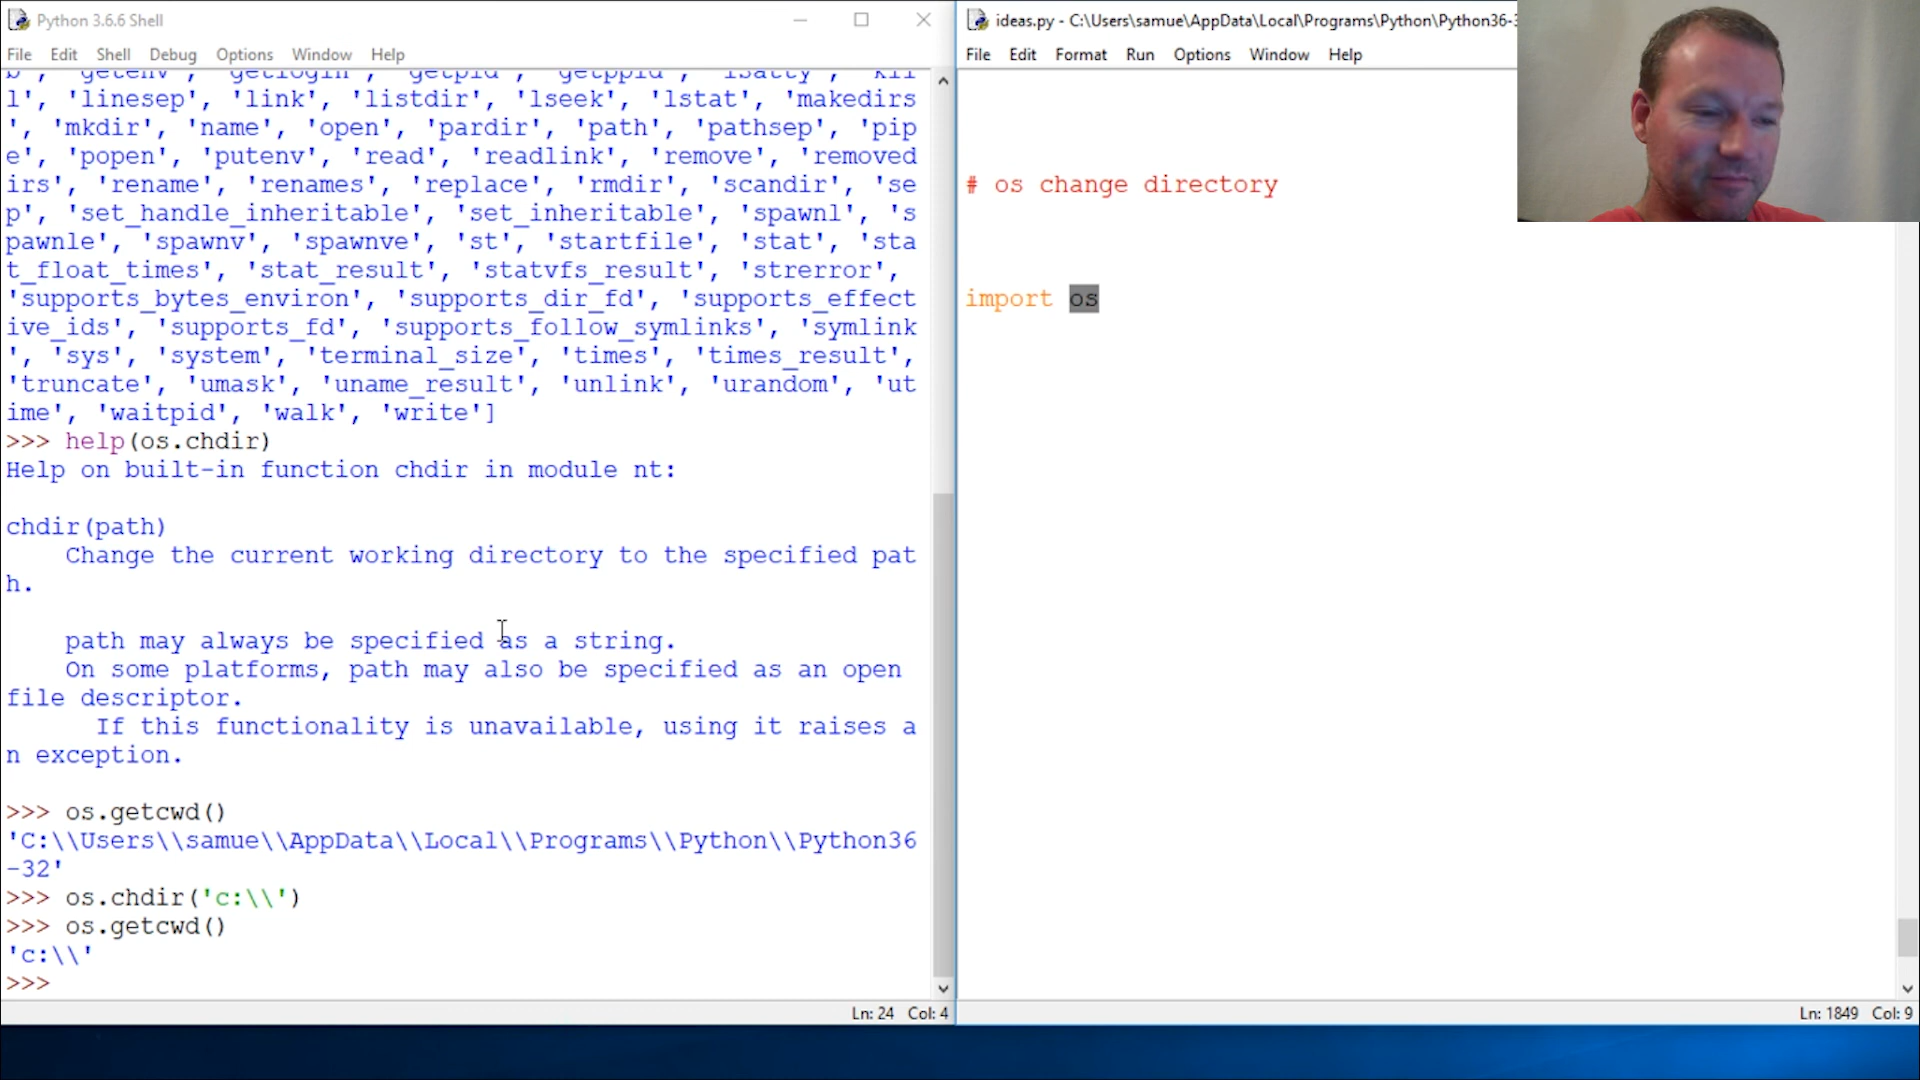 Python 3.6.6 Shell
File Edit Shell Debug Options Window Help
b', 'getenv', 'getlogin', 'getpid', 'getppid', 'isatty', 'kil
l', 'linesep', 'link', 'listdir', 'lseek', 'lstat', 'makedirs
', 'mkdir', 'name', 'open', 'pardir', 'path', 'pathsep', 'pip
e', 'popen', 'putenv', 'read', 'readlink', 'remove', 'removed
irs', 'rename', 'renames', 'replace', 'rmdir', 'scandir', 'se
p', 'set_handle_inheritable', 'set_inheritable', 'spawnl', 's
pawnle', 'spawnv', 'spawnve', 'st', 'startfile', 'stat', 'sta
t_float_times', 'stat_result', 'statvfs_result', 'strerror',
'supports_bytes_environ', 'supports_dir_fd', 'supports_effect
ive_ids', 'supports_fd', 'supports_follow_symlinks', 'symlink
', 'sys', 'system', 'terminal_size', 'times', 'times_result',
'truncate', 'umask', 'uname_result', 'unlink', 'urandom', 'ut
ime', 'waitpid', 'walk', 'write']
>>> help(os.chdir)
Help on built-in function chdir in module nt:
chdir(path)
Change the current working directory to the specified pat
h.
path may always be specified as a string.
On some platforms, path may also be specified as an open
file descriptor.
If this functionality is unavailable, using it raises a
n exception.
>>> os.getcwd()
'C:\\Users\\samue\\AppData\\Local\\Programs\\Python\\Python36
-32'
>>> os.chdir('c:\\')
>>> os.getcwd()
'c:\\'
>>>
Ln: 24 Col: 4
ideas.py - C:\Users\samue\AppData\Local\Programs\Python\Python36-3
File Edit Format Run Options Window Help
# os change directory
import os
Ln: 1849 Col: 9